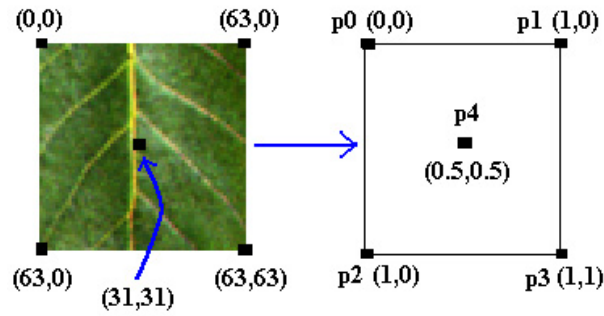 (0,0) (63,0) p0 (0,0) p1 (1,0)
p4
(0.5,0.5)
(63,0) (63,63) p2 (1,0) p3 (1,1)
(31,31)